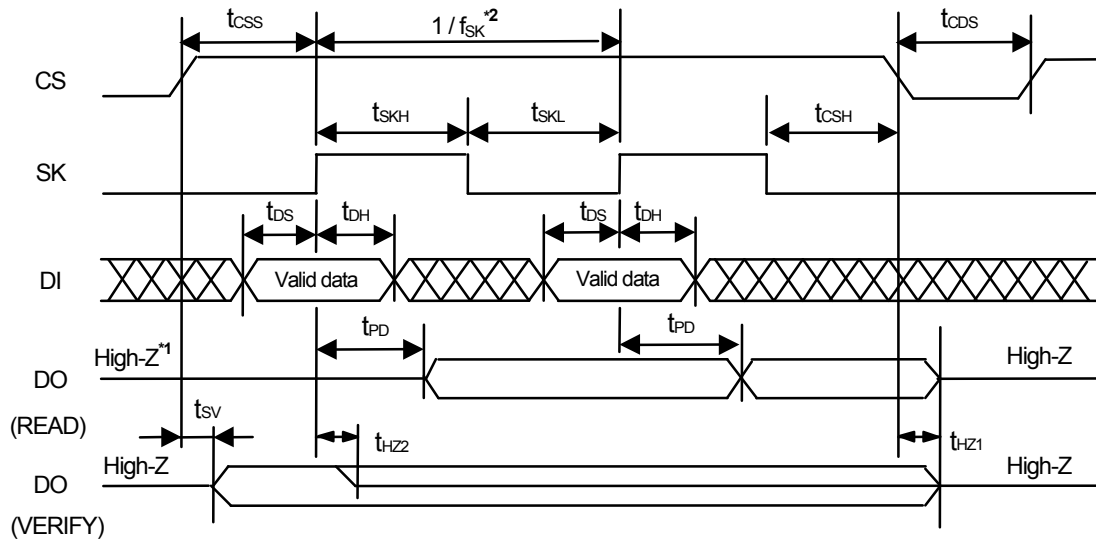 tCSS 1 / fSK*2 tCDS
CS
tSKH tSKL tCSH
SK
tDS tDH tDS tDH
DI Valid data Valid data
tPD tPD
High-Z*1 High-Z
DO
(READ)
tSV tHZ2 tHZ1
High-Z High-Z
DO
(VERIFY)